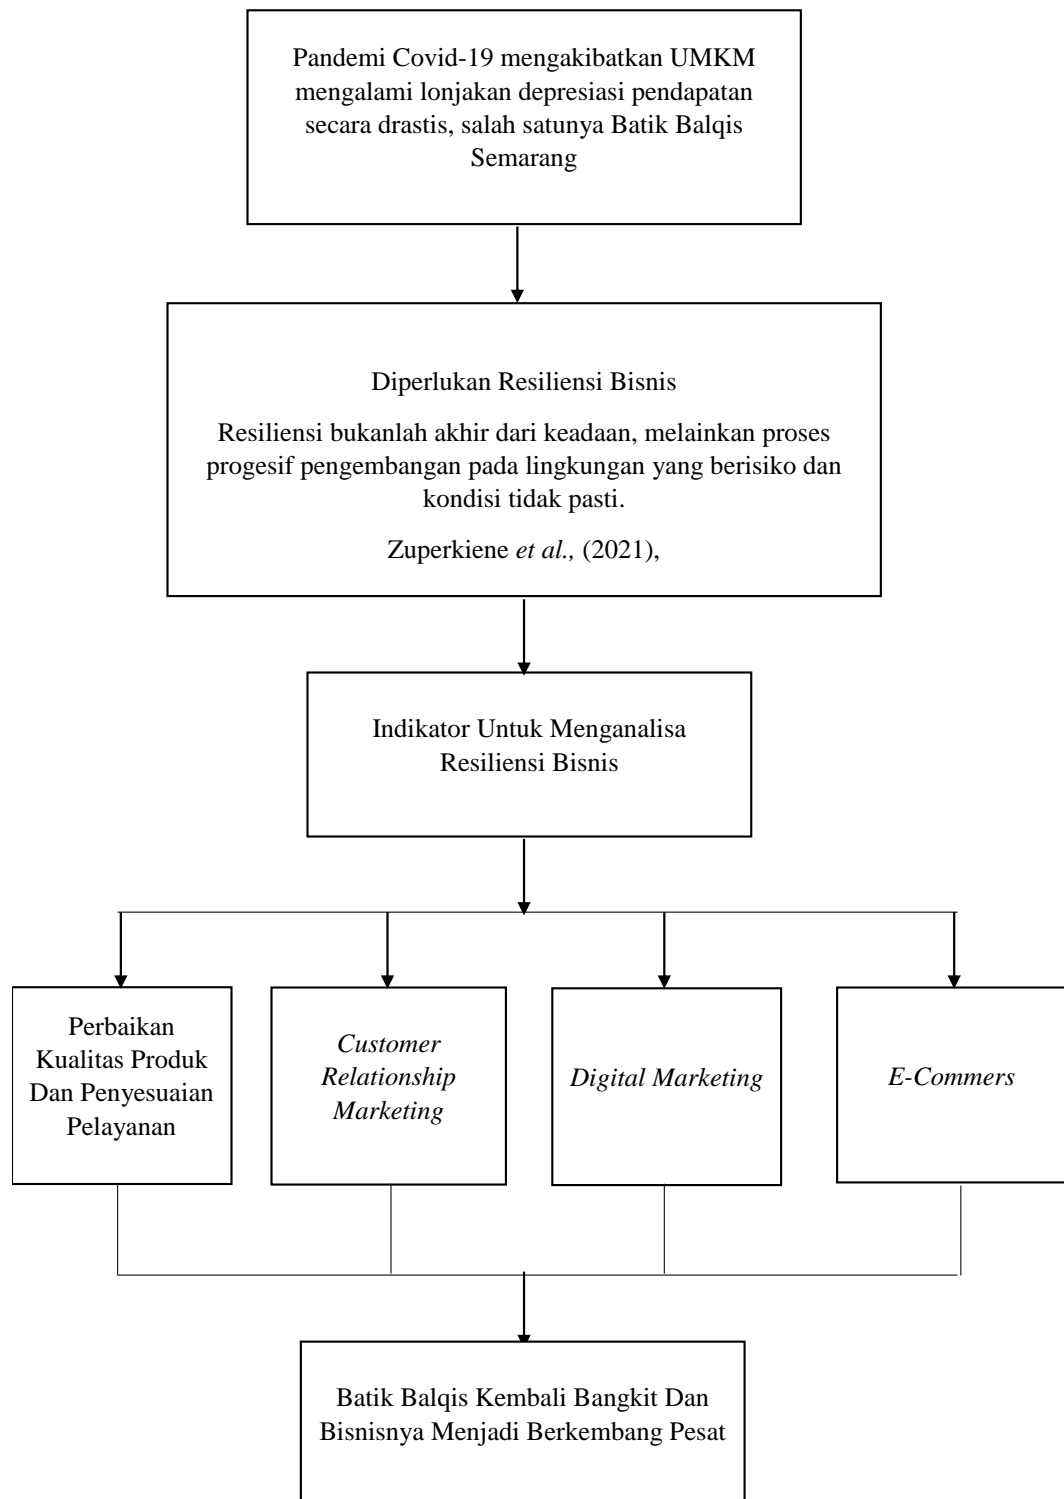 Pandemi Covid-19 mengakibatkan UMKM
mengalami lonjakan depresiasi pendapatan
secara drastis, salah satunya Batik Balqis
Semarang
Diperlukan Resiliensi Bisnis
Resiliensi bukanlah akhir dari keadaan, melainkan proses
progesif pengembangan pada lingkungan yang berisiko dan
kondisi tidak pasti.
Zuperkiene et al., (2021),
Indikator Untuk Menganalisa
Resiliensi Bisnis
Perbaikan
Kualitas Produk
Dan Penyesuaian
Pelayanan
Customer
Relationship
Marketing
Digital Marketing
E-Commers
Batik Balqis Kembali Bangkit Dan
Bisnisnya Menjadi Berkembang Pesat